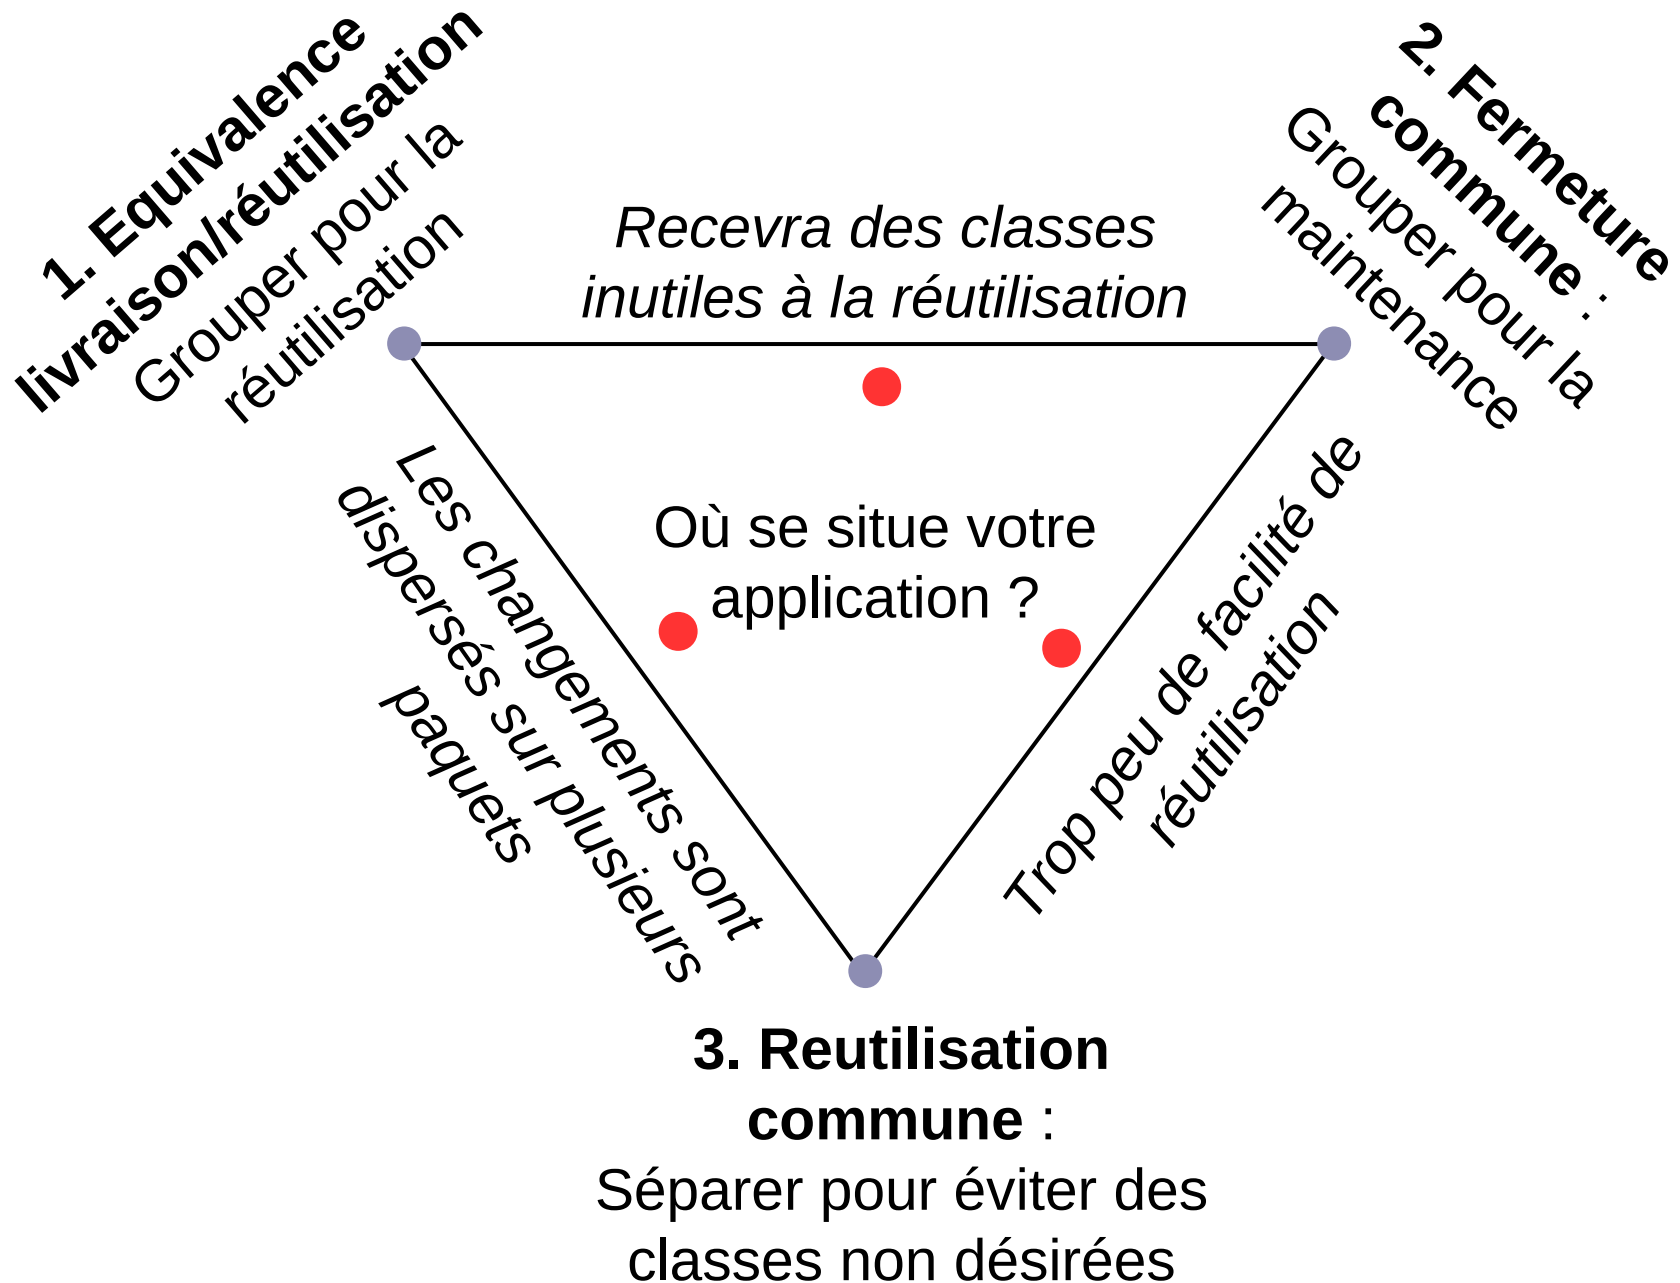 1. Equivalence
livraison/réutilisation
Grouper pour la
réutilisation
2. Fermeture
commune :
Grouper pour la
maintenance
Recevra des classes
inutiles à la réutilisation
Où se situe votre
application ?
Les changements sont
dispersés sur plusieurs
paquets
Trop peu de facilité de
réutilisation
3. Reutilisation
commune :
Séparer pour éviter des
classes non désirées